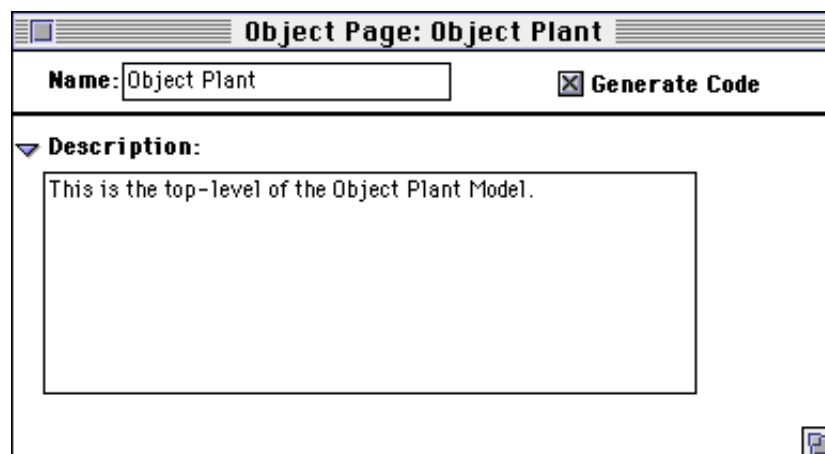 Object Page: Object Plant
Name: Object Plant Generate Code
Description:
This is the top-level of the Object Plant Model.